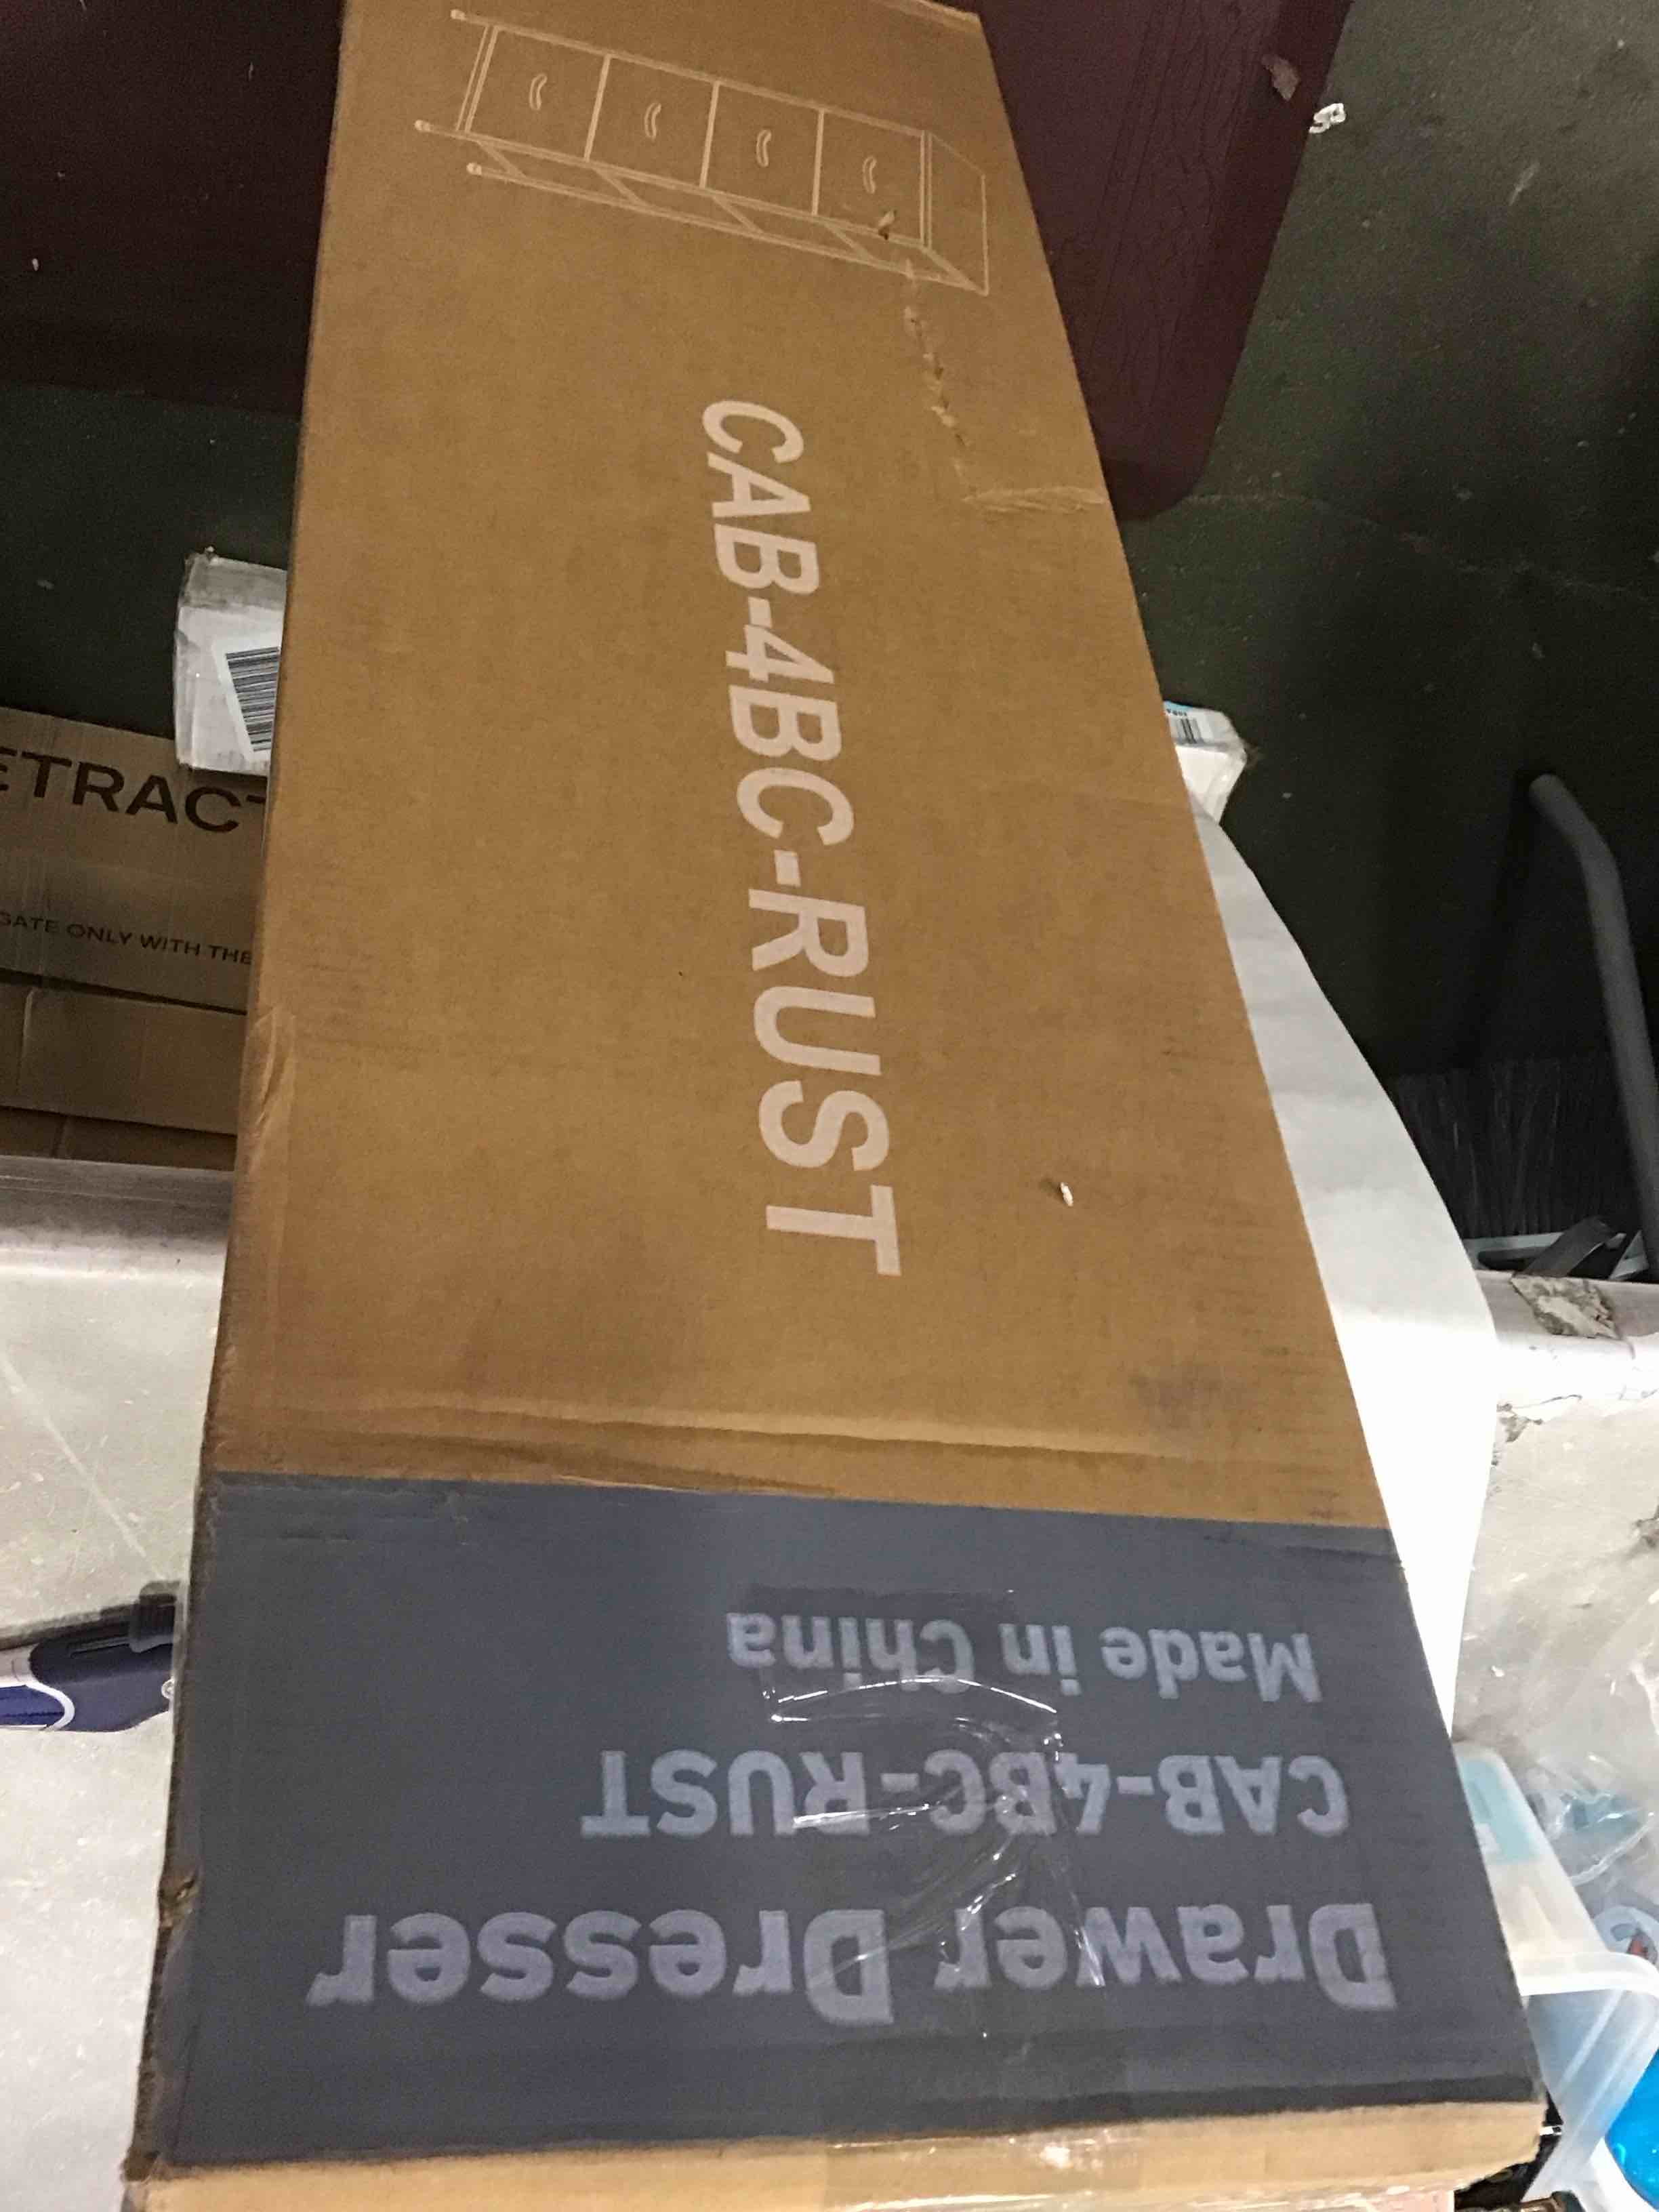 CAB-4BC-RUST
Drawer Dresser
CAB-4BC-RUST
Made in China
ETRACT
GATE ONLY WITH THE